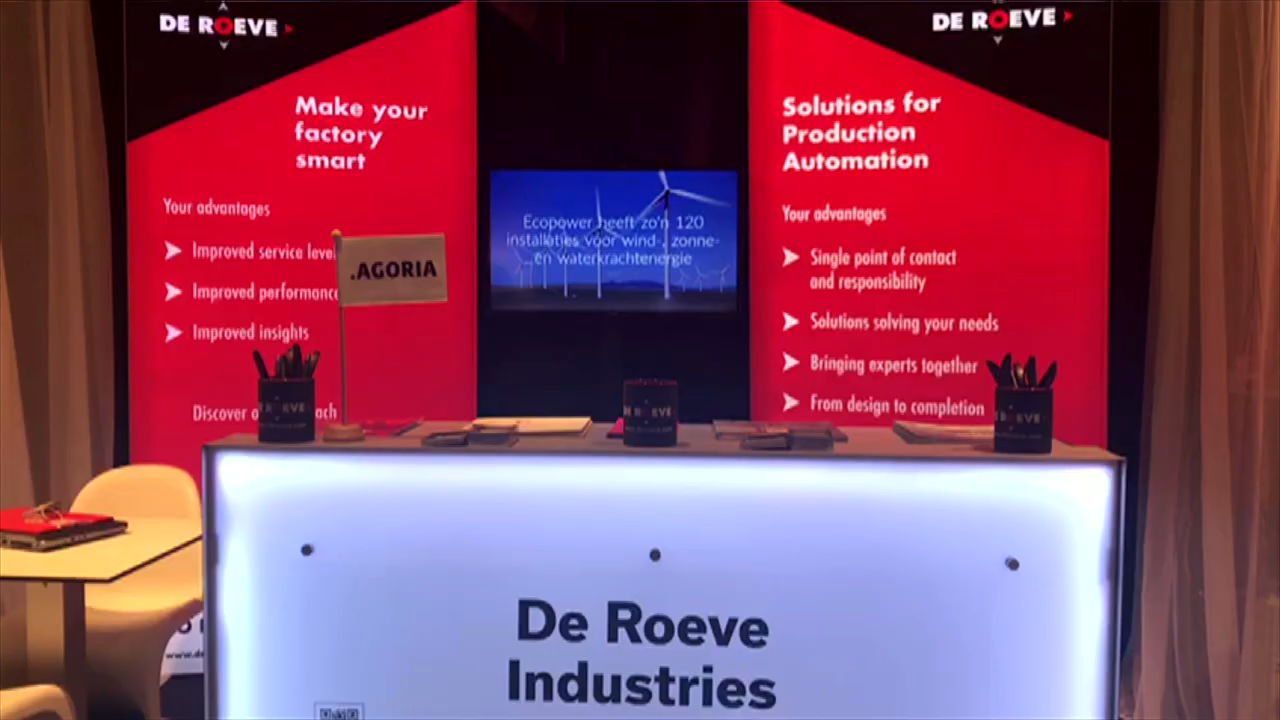 DE ROEVE
Make your
factory
smart
Your advantages
Improved service
Improved performance
Improved insights
Discover
.AGORIA
Ecopower heeft zo'n 120
installaties voor wind-, zonne-
en waterkrachtenergie
DE ROEVE
Solutions for
Production
Automation
Your advantages
Single point of contact
and responsibility
Solutions solving your needs
Bringing experts together
From design to completion
DE ROEVE
DE ROEVE
DE ROEVE
De Roeve
Industries